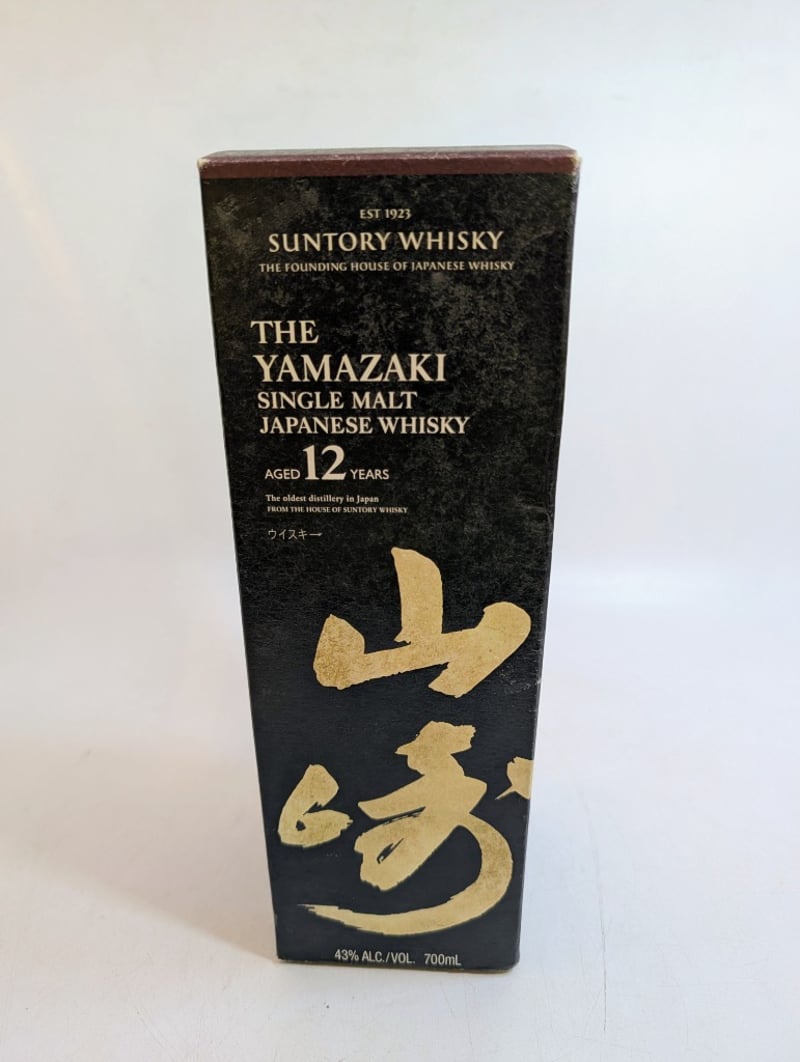 EST 1923
SUNTORY WHISKY
THE FOUNDING HOUSE OF JAPANESE WHISKY
THE
YAMAZAKI
SINGLE MALT
JAPANESE WHISKY
AGED 12 YEARS
The oldest distillery in Japan
FROM THE HOUSE OF SUNTORY WHISKY
ウイスキー
山
崎
43% ALC./VOL. 700mL